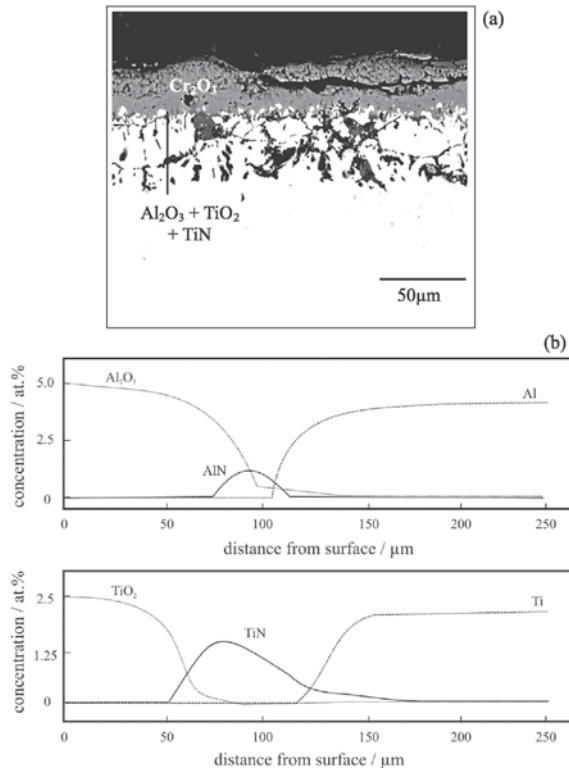 (a)
Cr₂O₃
Al₂O₃ + TiO₂
+ TiN
50µm
(b)
concentration / at.%
5.0
2.5
0
Al₂O₃
AlN
Al
0 50 100 150 200 250
distance from surface / µm
concentration / at.%
2.5
1.25
0
TiO₂
TiN
Ti
0 50 100 150 200 250
distance from surface / µm